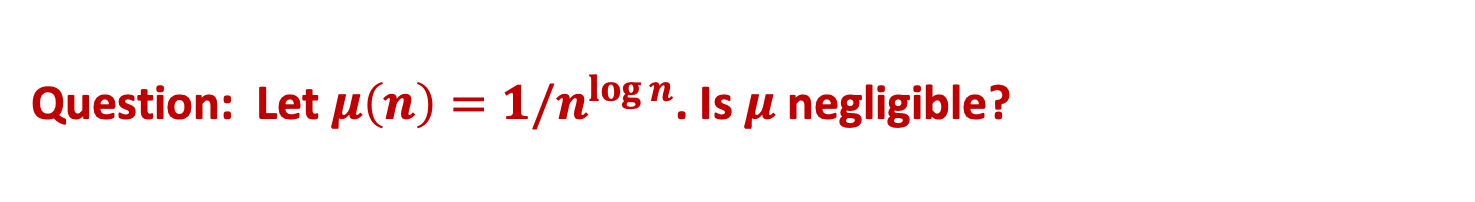 Question: Let μ(n) = 1/n^{log n}. Is μ negligible?